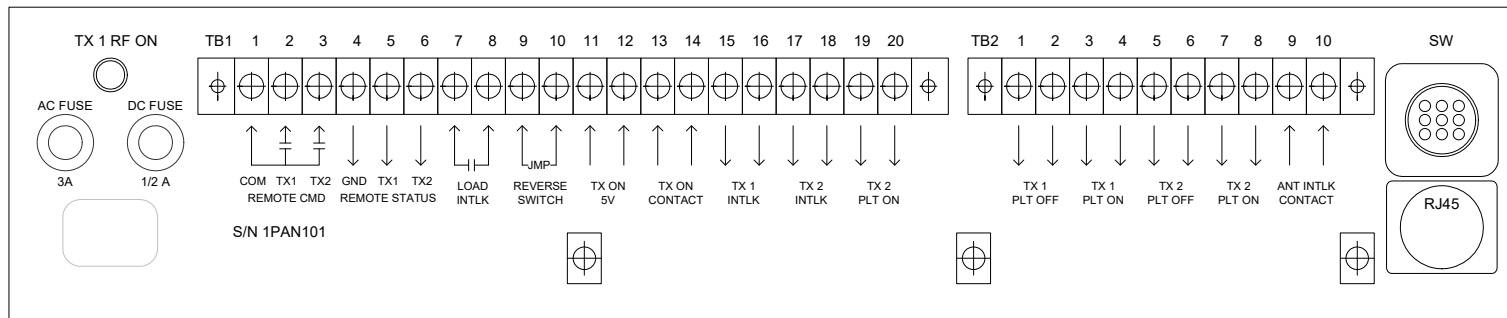 TX 1 RF ON TB1 1 2 3 4 5 6 7 8 9 10 11 12 13 14 15 16 17 18 19 20 TB2 1 2 3 4 5 6 7 8 9 10 SW
AC FUSE DC FUSE
3A 1/2 A
COM TX1 TX2
REMOTE CMD
GND TX1 TX2
REMOTE STATUS
LOAD
INTLK
JMP
REVERSE
SWITCH
TX ON
5V
TX ON
CONTACT
TX 1
INTLK
TX 2
INTLK
TX 2
PLT ON
TX 1
PLT OFF
TX 1
PLT ON
TX 2
PLT OFF
TX 2
PLT ON
ANT INTLK
CONTACT
RJ45
S/N 1PAN101